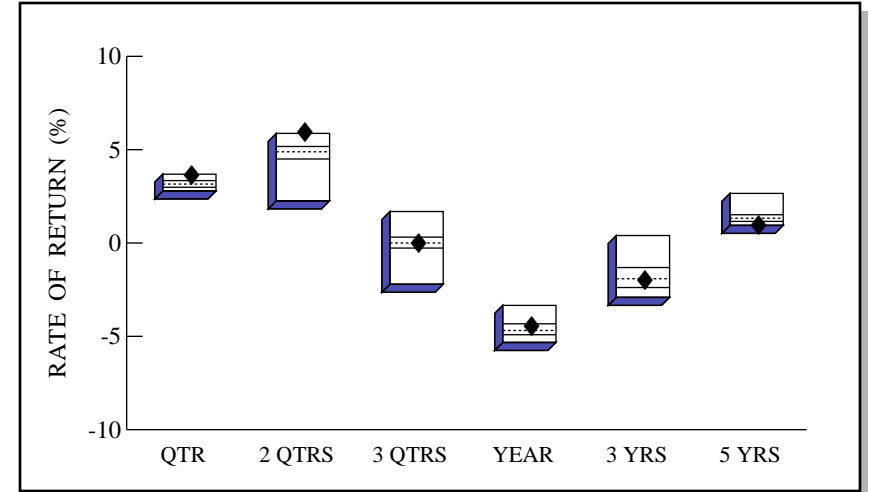 10
5
0
-5
-10
RATE OF RETURN (%)
QTR 2 QTRS 3 QTRS YEAR 3 YRS 5 YRS